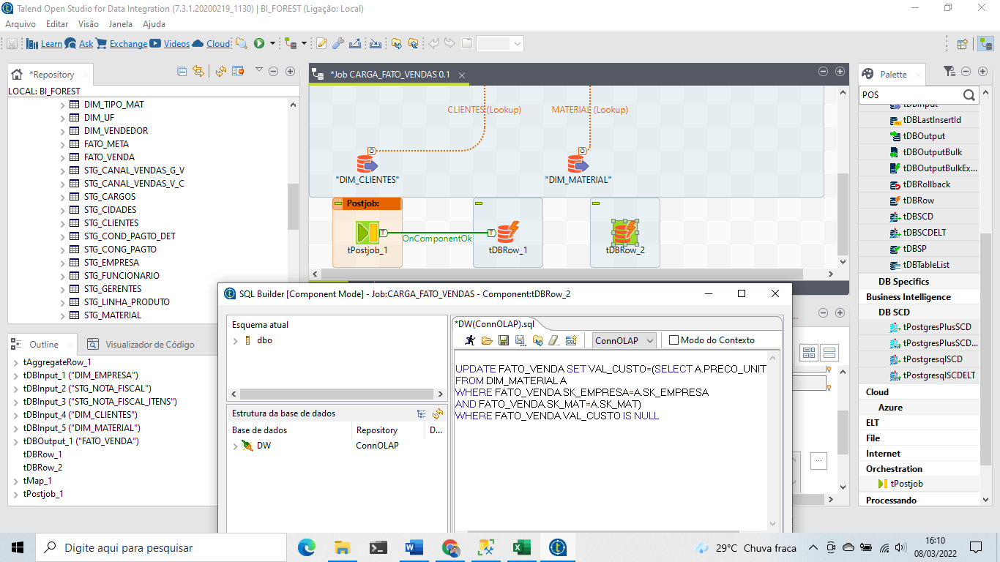 Talend Open Studio for Data Integration (7.3.1.20200219_1130) | BI_FOREST (Ligação: Local)
Arquivo Editar Visão Janela Ajuda
Learn Ask Exchange Videos Cloud
*Repository
LOCAL: BI_FOREST
DIM_TIPO_MAT
DIM_UF
DIM_VENDEDOR
FATO_META
FATO_VENDA
STG_CANAL_VENDAS_G_V
STG_CANAL_VENDAS_V_C
STG_CARGOS
STG_CIDADES
STG_CLIENTES
STG_COND_PAGTO_DET
STG_CONG_PAGTO
STG_EMPRESA
STG_FUNCIONARIO
STG_GERENTES
STG_LINHA_PRODUTO
STG_MATERIAL
Outline Visualizador de Código
tAggregateRow_1
tDBInput_1 ("DIM_EMPRESA")
tDBInput_2 ("STG_NOTA_FISCAL")
tDBInput_3 ("STG_NOTA_FISCAL_ITENS")
tDBInput_4 ("DIM_CLIENTES")
tDBInput_5 ("DIM_MATERIAL")
tDBOutput_1 ("FATO_VENDA")
tDBRow_1
tDBRow_2
tMap_1
tPostjob_1
*Job CARGA_FATO_VENDAS 0.1
CLIENTES (Lookup) MATERIAL (Lookup)
"DIM_CLIENTES" "DIM_MATERIAL"
Postjob:
OnComponentOk
tPostjob_1 tDBRow_1 tDBRow_2
SQL Builder [Component Mode] - Job:CARGA_FATO_VENDAS - Component:tDBRow_2
Esquema atual
dbo
Estrutura da base de dados
Base de dados Repository D...
DW ConnOLAP
*DW(ConnOLAP).sql
ConnOLAP Modo do Contexto
UPDATE FATO_VENDA SET VAL_CUSTO=(SELECT A.PRECO_UNIT
FROM DIM_MATERIAL A
WHERE FATO_VENDA.SK_EMPRESA=A.SK_EMPRESA
AND FATO_VENDA.SK_MAT=A.SK_MAT)
WHERE FATO_VENDA.VAL_CUSTO IS NULL
Palette
POS
tDBInput
tDBLastInsertId
tDBOutput
tDBOutputBulk
tDBOutputBulkEx...
tDBRollback
tDBRow
tDBSCD
tDBSCDELT
tDBSP
tDBTableList
DB Specifics
Business Intelligence
DB SCD
tPostgresPlusSCD
tPostgresPlusSCD...
tPostgresqlSCD
tPostgresqlSCDELT
Cloud
Azure
ELT
File
Internet
Orchestration
tPostjob
Processando
Digite aqui para pesquisar
29°C Chuva fraca
16:10
08/03/2022